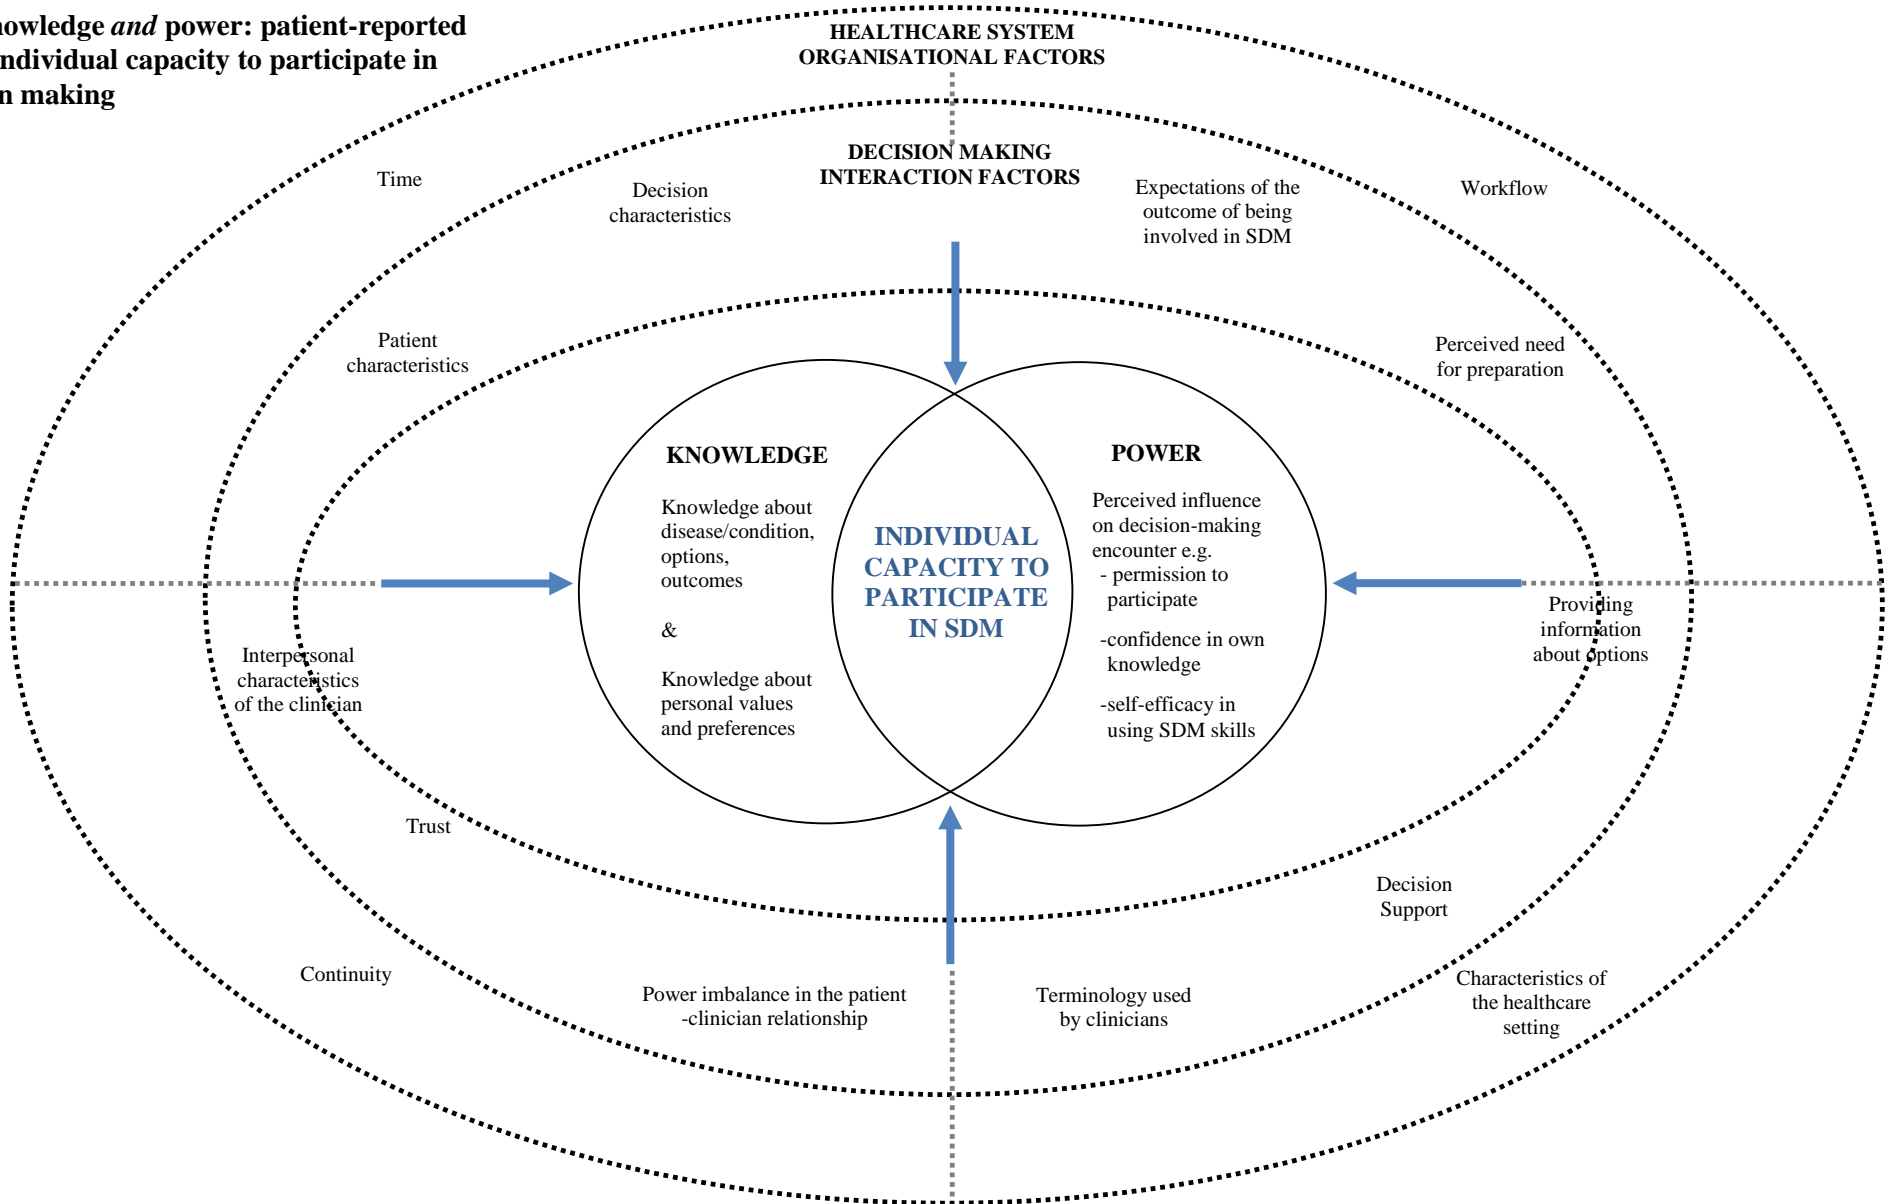 nowledge and power: patient-reported
individual capacity to participate in
n making
HEALTHCARE SYSTEM
ORGANISATIONAL FACTORS
DECISION MAKING
INTERACTION FACTORS
Time
Decision
characteristics
Expectations of the
outcome of being
involved in SDM
Workflow
Patient
characteristics
Perceived need
for preparation
KNOWLEDGE
Knowledge about
disease/condition,
options,
outcomes
&
Knowledge about
personal values
and preferences
INDIVIDUAL
CAPACITY TO
PARTICIPATE
IN SDM
POWER
Perceived influence
on decision-making
encounter e.g.
- permission to
participate
-confidence in own
knowledge
-self-efficacy in
using SDM skills
Interpersonal
characteristics
of the clinician
Providing
information
about options
Trust
Decision
Support
Continuity
Power imbalance in the patient
-clinician relationship
Terminology used
by clinicians
Characteristics of
the healthcare
setting